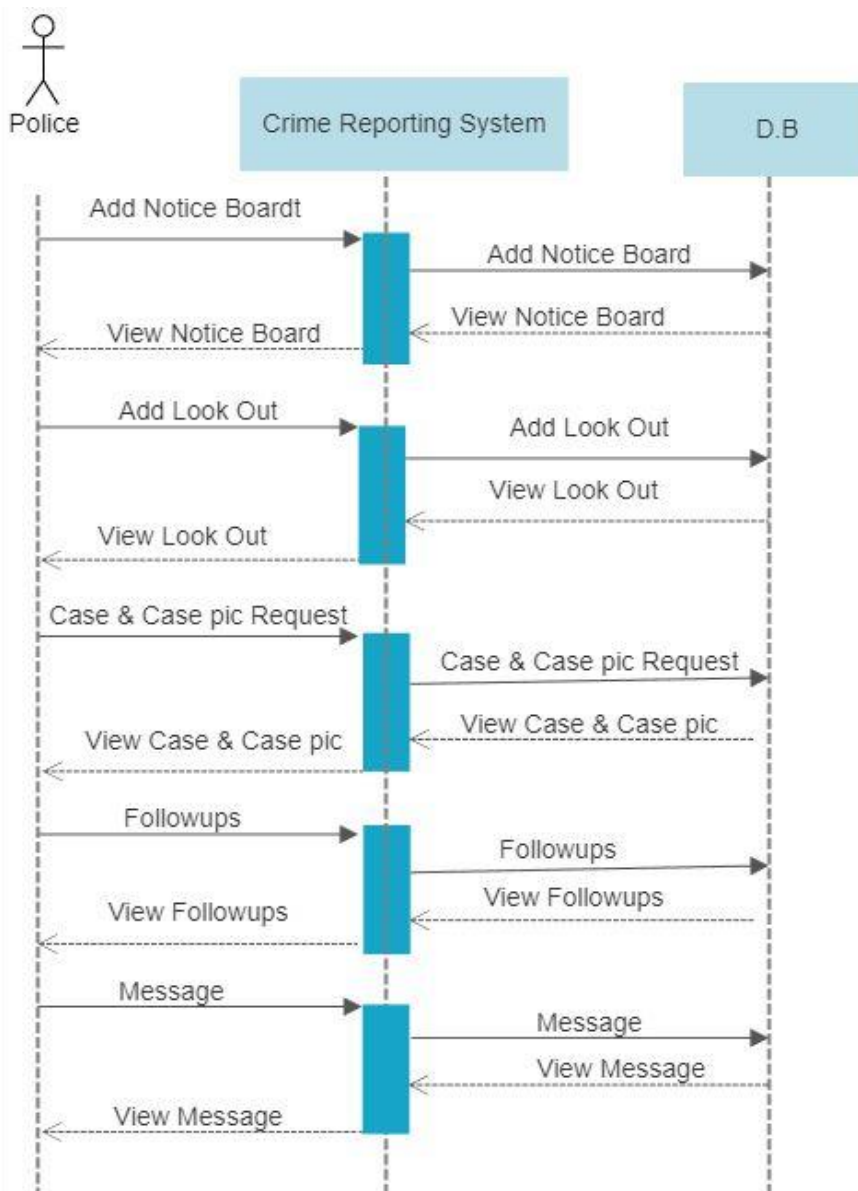 Police
Crime Reporting System
D.B
Add Notice Boardt
Add Notice Board
View Notice Board
View Notice Board
Add Look Out
Add Look Out
View Look Out
View Look Out
Case & Case pic Request
Case & Case pic Request
View Case & Case pic
View Case & Case pic
Followups
Followups
View Followups
View Followups
Message
Message
View Message
View Message